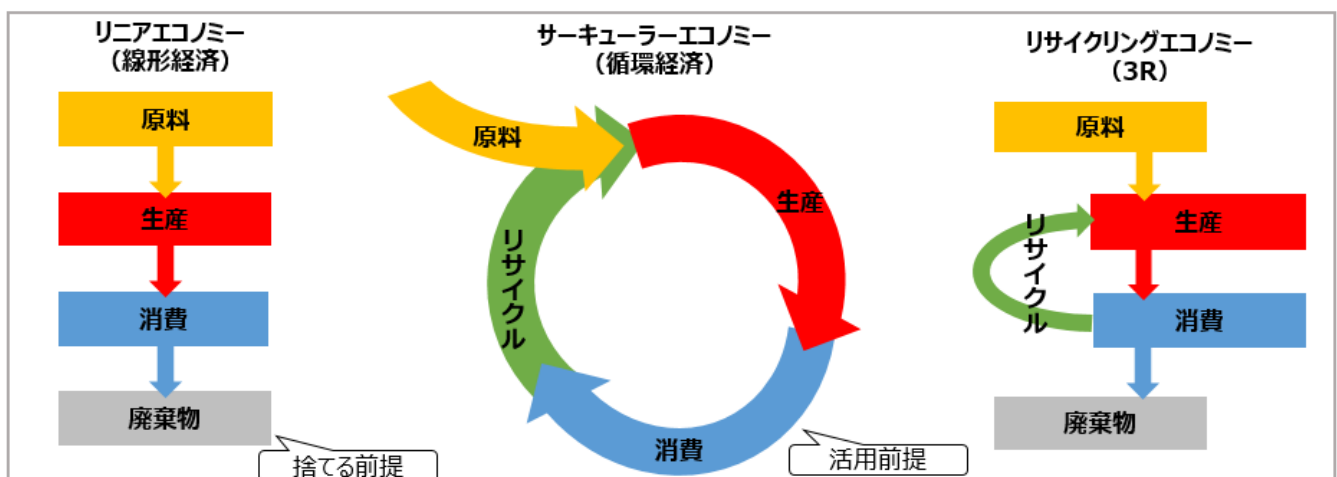 リニアエコノミー
（線形経済）
原料
生産
消費
廃棄物
捨てる前提
サーキューラーエコノミー
（循環経済）
原料
生産
消費
リサイクル
活用前提
リサイクリングエコノミー
（3R）
原料
生産
リサイクル
消費
廃棄物